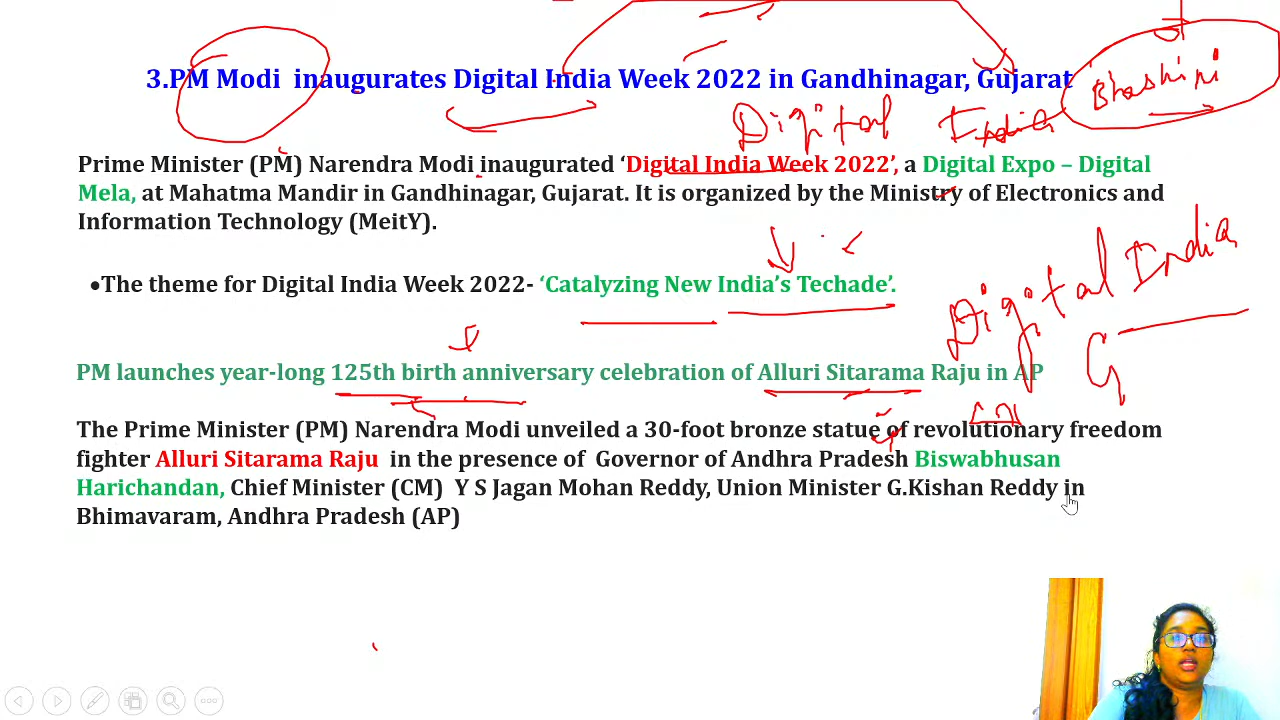 3.PM Modi inaugurates Digital India Week 2022 in Gandhinagar, Gujarat
Bhashini
Digital India
Prime Minister (PM) Narendra Modi inaugurated ‘Digital India Week 2022’, a Digital Expo – Digital
Mela, at Mahatma Mandir in Gandhinagar, Gujarat. It is organized by the Ministry of Electronics and
Information Technology (MeitY).
•The theme for Digital India Week 2022- ‘Catalyzing New India’s Techade’.
Digital India
G
PM launches year-long 125th birth anniversary celebration of Alluri Sitarama Raju in AP
The Prime Minister (PM) Narendra Modi unveiled a 30-foot bronze statue of revolutionary freedom
fighter Alluri Sitarama Raju in the presence of Governor of Andhra Pradesh Biswabhusan
Harichandan, Chief Minister (CM) Y S Jagan Mohan Reddy, Union Minister G.Kishan Reddy in
Bhimavaram, Andhra Pradesh (AP)